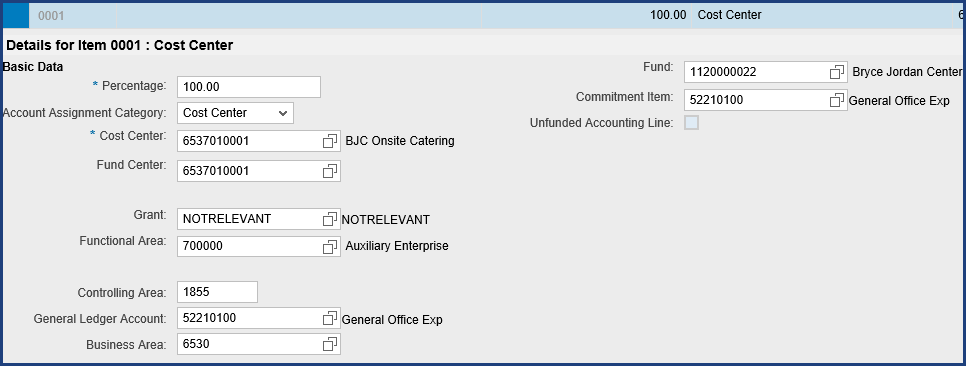 0001 100.00 Cost Center 6
Details for Item 0001 : Cost Center
Basic Data
* Percentage: 100.00
Account Assignment Category: Cost Center
* Cost Center: 6537010001 BJC Onsite Catering
Fund Center: 6537010001
Grant: NOTRELEVANT NOTRELEVANT
Functional Area: 700000 Auxiliary Enterprise
Controlling Area: 1855
General Ledger Account: 52210100 General Office Exp
Business Area: 6530
Fund: 1120000022 Bryce Jordan Center
Commitment Item: 52210100 General Office Exp
Unfunded Accounting Line: